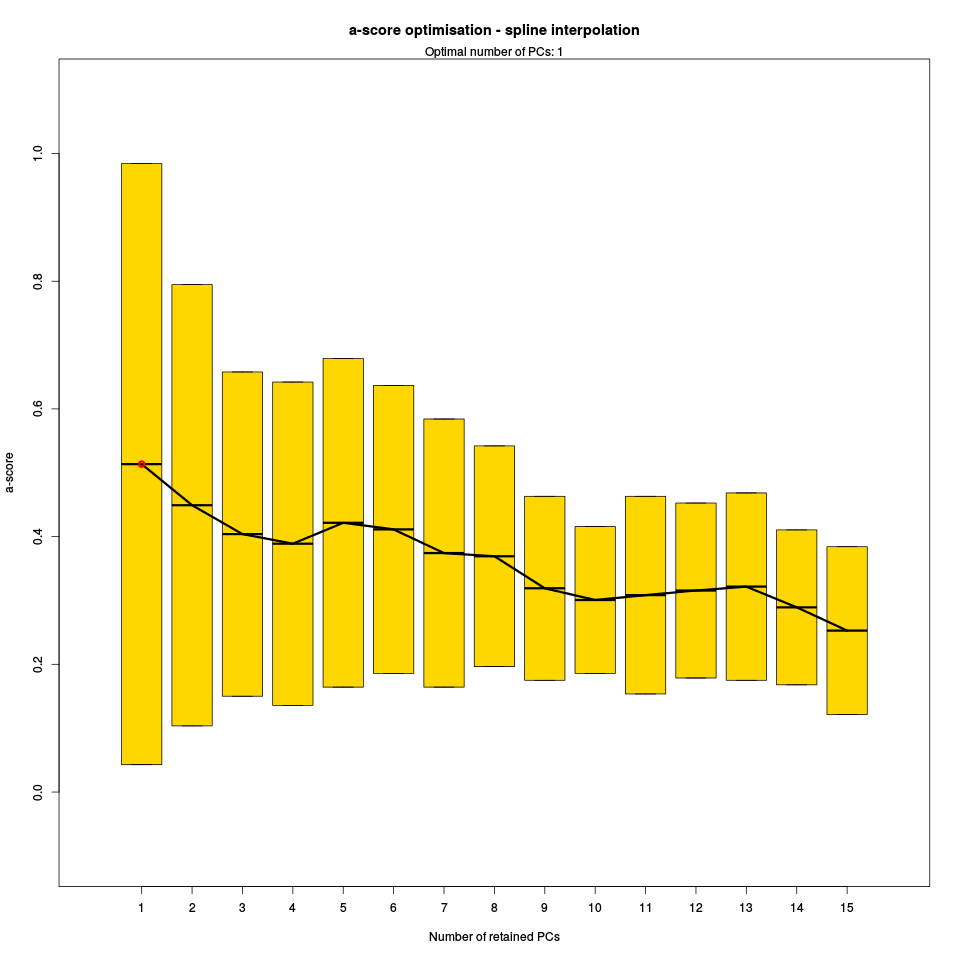 a-score optimisation - spline interpolation
Optimal number of PCs: 1
a-score
1.0
0.8
0.6
0.4
0.2
0.0
1 2 3 4 5 6 7 8 9 10 11 12 13 14 15
Number of retained PCs